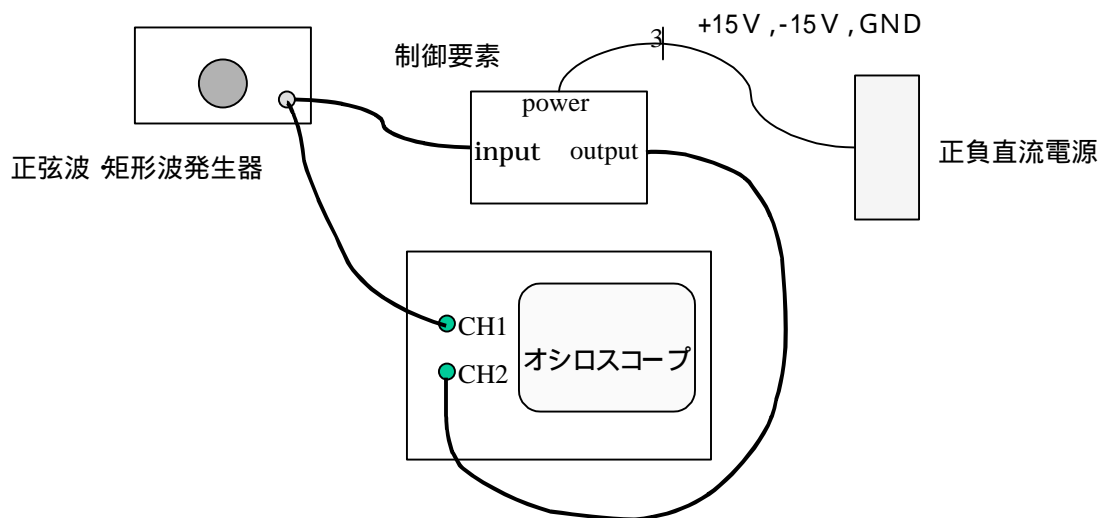 +15V ,-15V ,GND
3
制御要素
power
input output
正弦波・矩形波発生器
正負直流電源
CH1
オシロスコープ
CH2